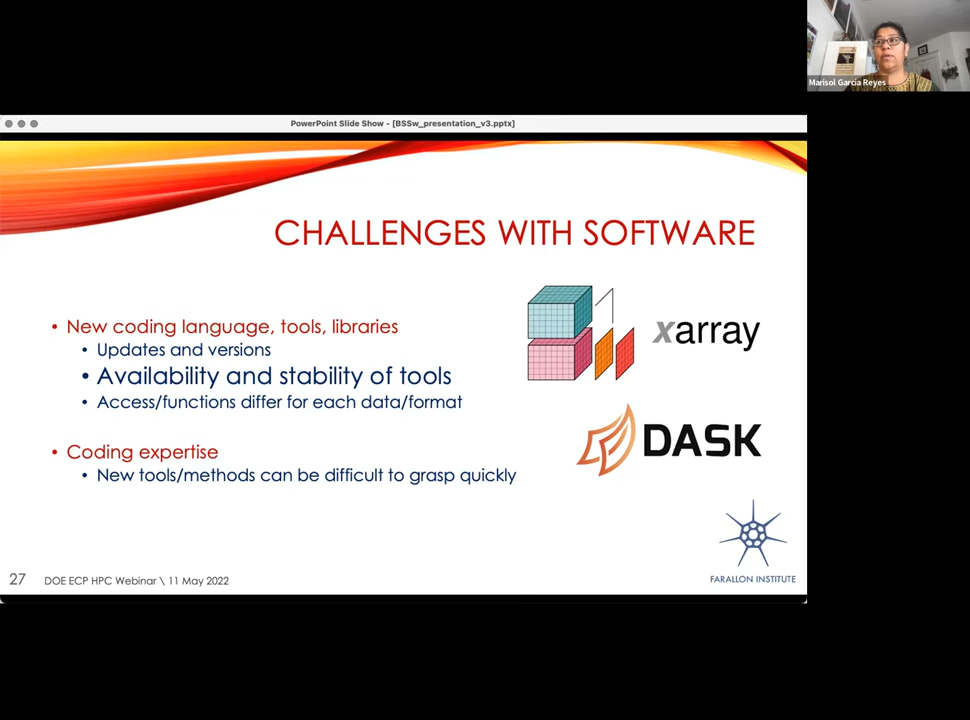 Marisol García Reyes
PowerPoint Slide Show - [BSSw_presentation_v3.pptx]
CHALLENGES WITH SOFTWARE
• New coding language, tools, libraries
• Updates and versions
• Availability and stability of tools
• Access/functions differ for each data/format
• Coding expertise
• New tools/methods can be difficult to grasp quickly
xarray
DASK
FARALLON INSTITUTE
27 DOE ECP HPC Webinar \ 11 May 2022